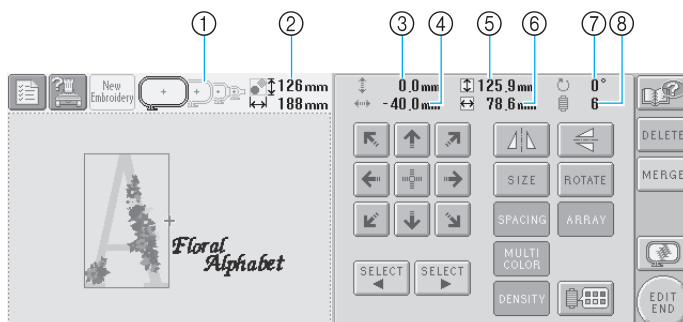 ① ② ③ ④ ⑤ ⑥ ⑦ ⑧
New
Embroidery
126 mm
188 mm
0.0 mm
-40.0 mm
125.9 mm
78.6 mm
0°
6
DELETE
MERGE
SIZE
ROTATE
SPACING
ARRAY
MULTI
COLOR
SELECT
SELECT
DENSITY
EDIT
END
Floral
Alphabet